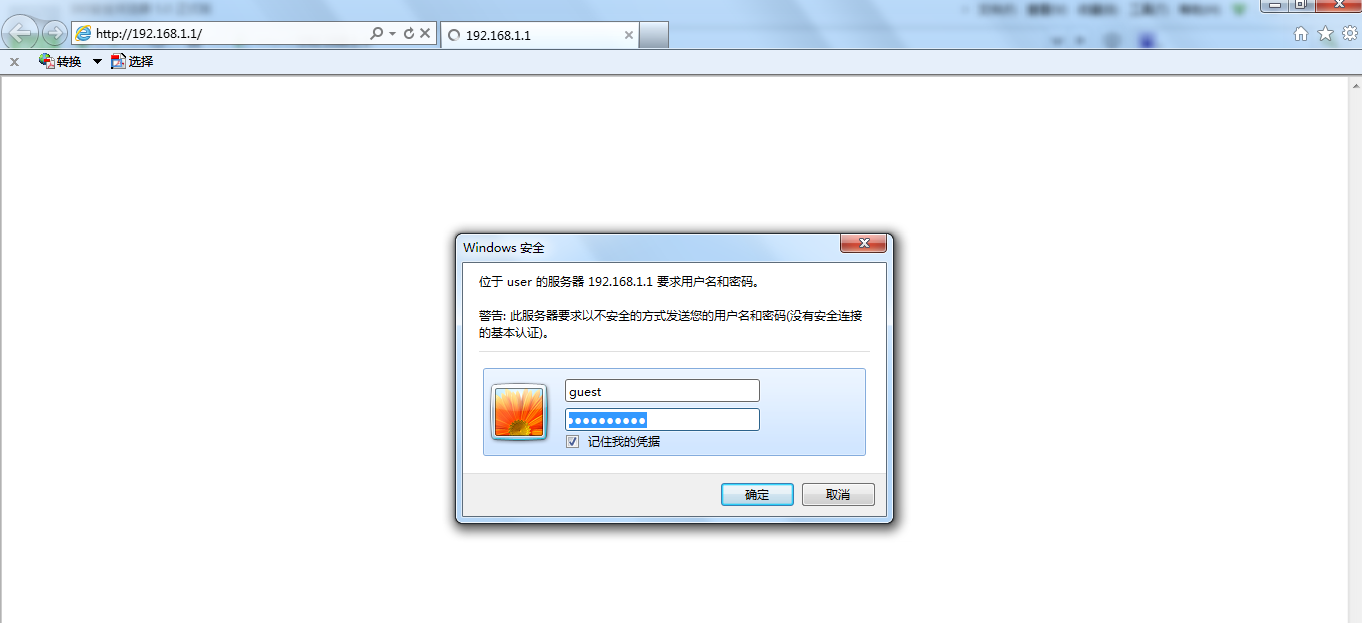 http://192.168.1.1/
192.168.1.1
转换
选择
Windows 安全
位于 user 的服务器 192.168.1.1 要求用户名和密码。
警告: 此服务器要求以不安全的方式发送您的用户名和密码(没有安全连接
的基本认证)。
guest
记住我的凭据
确定
取消